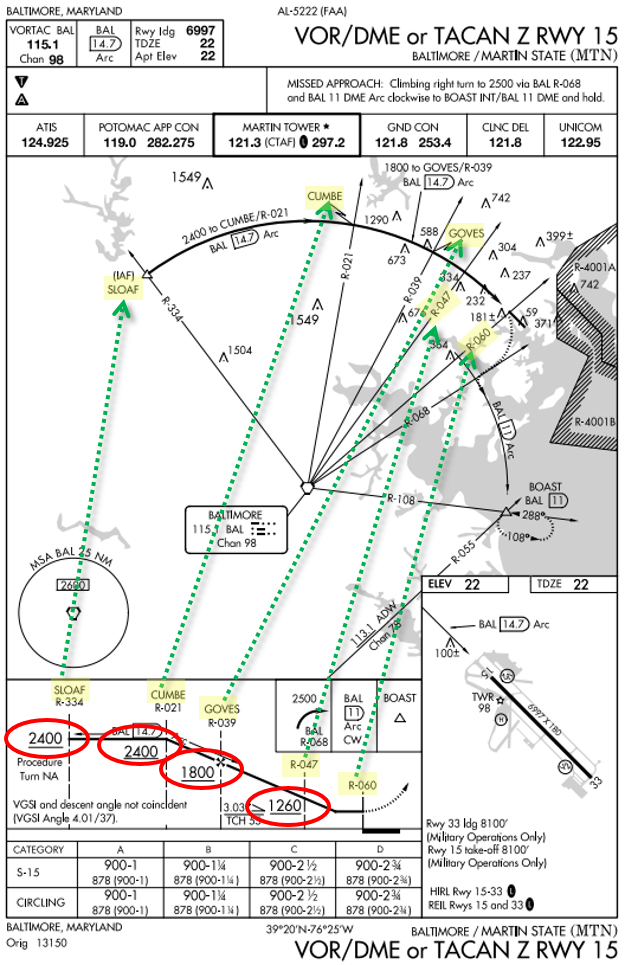 BALTIMORE, MARYLAND
AL-5222 (FAA)
VORTAC BAL
115.1
Chan 98
BAL
14.7
Arc
Rwy ldg 6997
TDZE 22
Apt Elev 22
VOR/DME or TACAN Z RWY 15
BALTIMORE / MARTIN STATE (MTN)
T
A
MISSED APPROACH: Climbing right turn to 2500 via BAL R-068
and BAL 11 DME Arc clockwise to BOAST INT/BAL 11 DME and hold.
ATIS
124.925
POTOMAC APP CON
119.0 282.275
MARTIN TOWER ★
121.3 (CTAF) L 297.2
GND CON
121.8 253.4
CLNC DEL
121.8
UNICOM
122.95
1549
CUMBE
1800 to GOVES/R-039
BAL 14.7 Arc
2400 to CUMBE/R-021
BAL 14.7 Arc
1290
742
588
GOVES
673
304
399±
(IAF)
SLOAF
R-021
R-039
334
237
R-4001A
742
R-334
1549
R-047
232
181±
59
371
1504
R-060
R-068
BAL 11 Arc
R-4001B
R-108
BOAST
BAL 11
288°
108°
BALTIMORE
BAL
Chan 98
R-055
MSA BAL 25 NM
2600
113.1 ADW
ELEV 22
TDZE 22
BAL 14.7 Arc
100±
TWR
98
H
6997 X 180
15
33
SLOAF
R-334
CUMBE
R-021
GOVES
R-039
2500
BAL
R-068
BAL
11
Arc
CW
BOAST
2400
BAL 14.7
2400
1800
R-047
1260
R-060
Procedure
Turn NA
VGSI and descent angle not coincident
(VGSI Angle 4.01/37).
3.03°
TCH 55
CATEGORY A B C D
S-15 900-1 900-1¼ 900-2½ 900-2¾
878 (900-1) 878 (900-1¼) 878 (900-2½) 878 (900-2¾)
CIRCLING 900-1 900-1¼ 900-2½ 900-2¾
878 (900-1) 878 (900-1¼) 878 (900-2½) 878 (900-2¾)
Rwy 33 ldg 8100'
(Military Operations Only)
Rwy 15 take-off 8100'
(Military Operations Only)
HIRL Rwy 15-33 L
REIL Rwys 15 and 33 L
BALTIMORE, MARYLAND
Orig 13150
39°20'N-76°25'W
BALTIMORE / MARTIN STATE (MTN)
VOR/DME or TACAN Z RWY 15